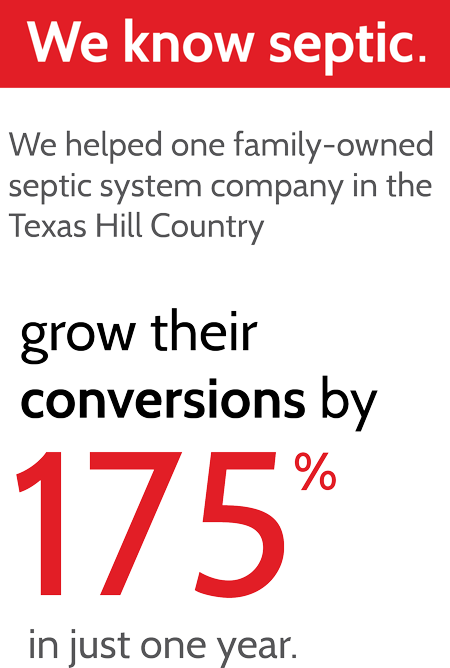 We know septic.
We helped one family-owned
septic system company in the
Texas Hill Country
grow their
conversions by
175%
in just one year.